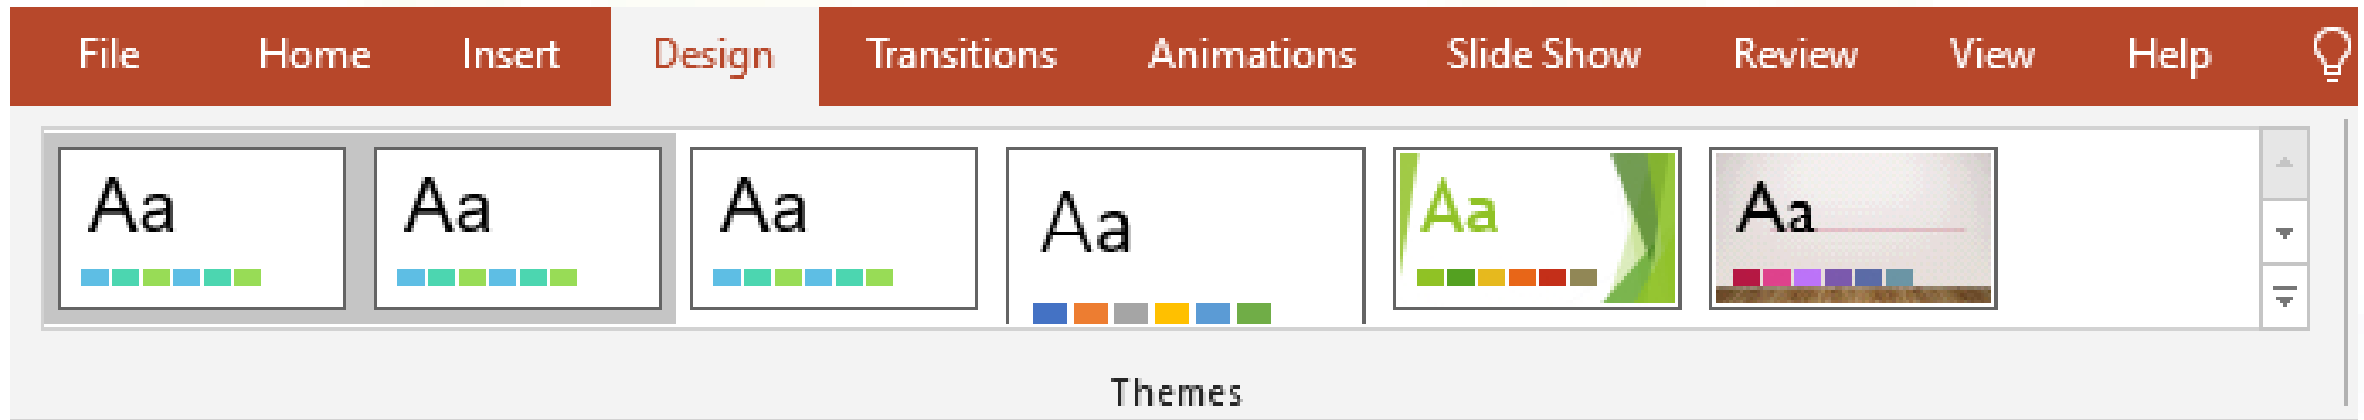 File Home Insert Design Transitions Animations Slide Show Review View Help
Aa Aa Aa Aa Aa Aa
Themes